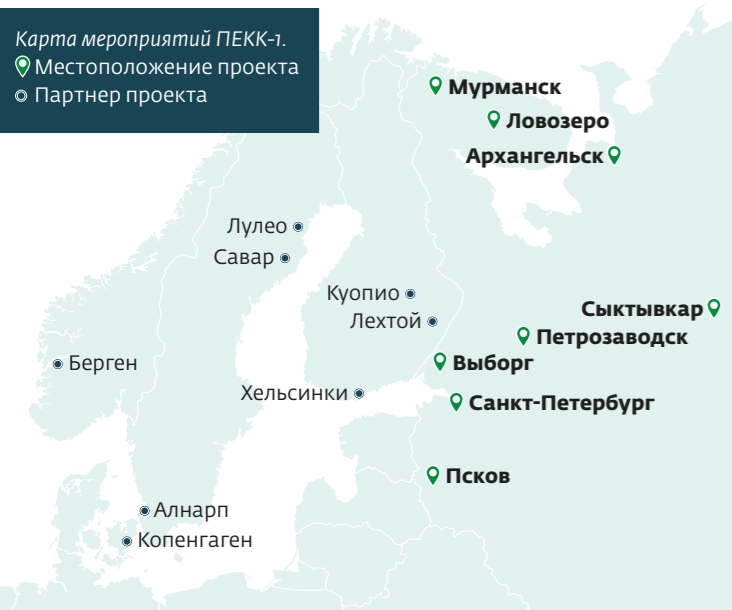 Карта мероприятий ПЕКК-1.
Местоположение проекта
Партнер проекта
Мурманск
Ловозеро
Архангельск
Лулео
Савар
Куопио
Лехтой
Сыктывкар
Петрозаводск
Выборг
Берген
Хельсинки
Санкт-Петербург
Псков
Алнарп
Копенгаген